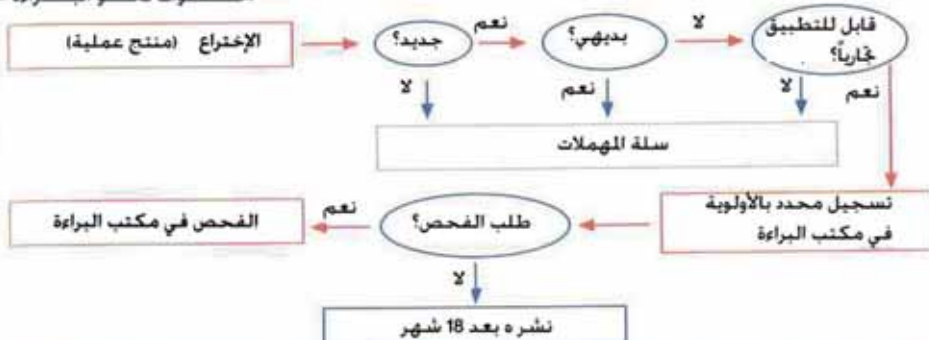 الإختراع (منتج عملية)
جديد؟
نعم
بديهي؟
لا
قابل للتطبيق
تجارياً؟
لا
نعم
لا
نعم
سلة المهملات
تسجيل محدد بالأولوية
في مكتب البراءة
طلب الفحص؟
نعم
الفحص في مكتب البراءة
لا
نشره بعد 18 شهر